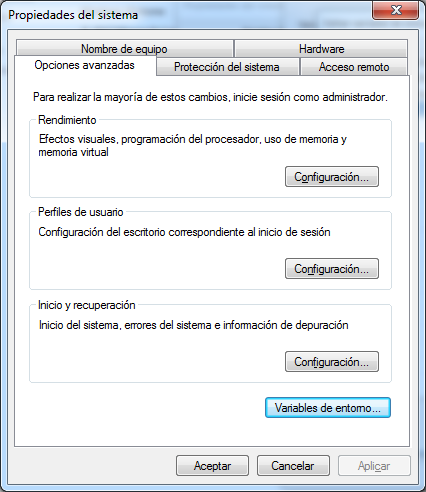 Propiedades del sistema
Nombre de equipo
Hardware
Opciones avanzadas
Protección del sistema
Acceso remoto
Para realizar la mayoría de estos cambios, inicie sesión como administrador.
Rendimiento
Efectos visuales, programación del procesador, uso de memoria y
memoria virtual
Configuración...
Perfiles de usuario
Configuración del escritorio correspondiente al inicio de sesión
Configuración...
Inicio y recuperación
Inicio del sistema, errores del sistema e información de depuración
Configuración...
Variables de entorno...
Aceptar
Cancelar
Aplicar